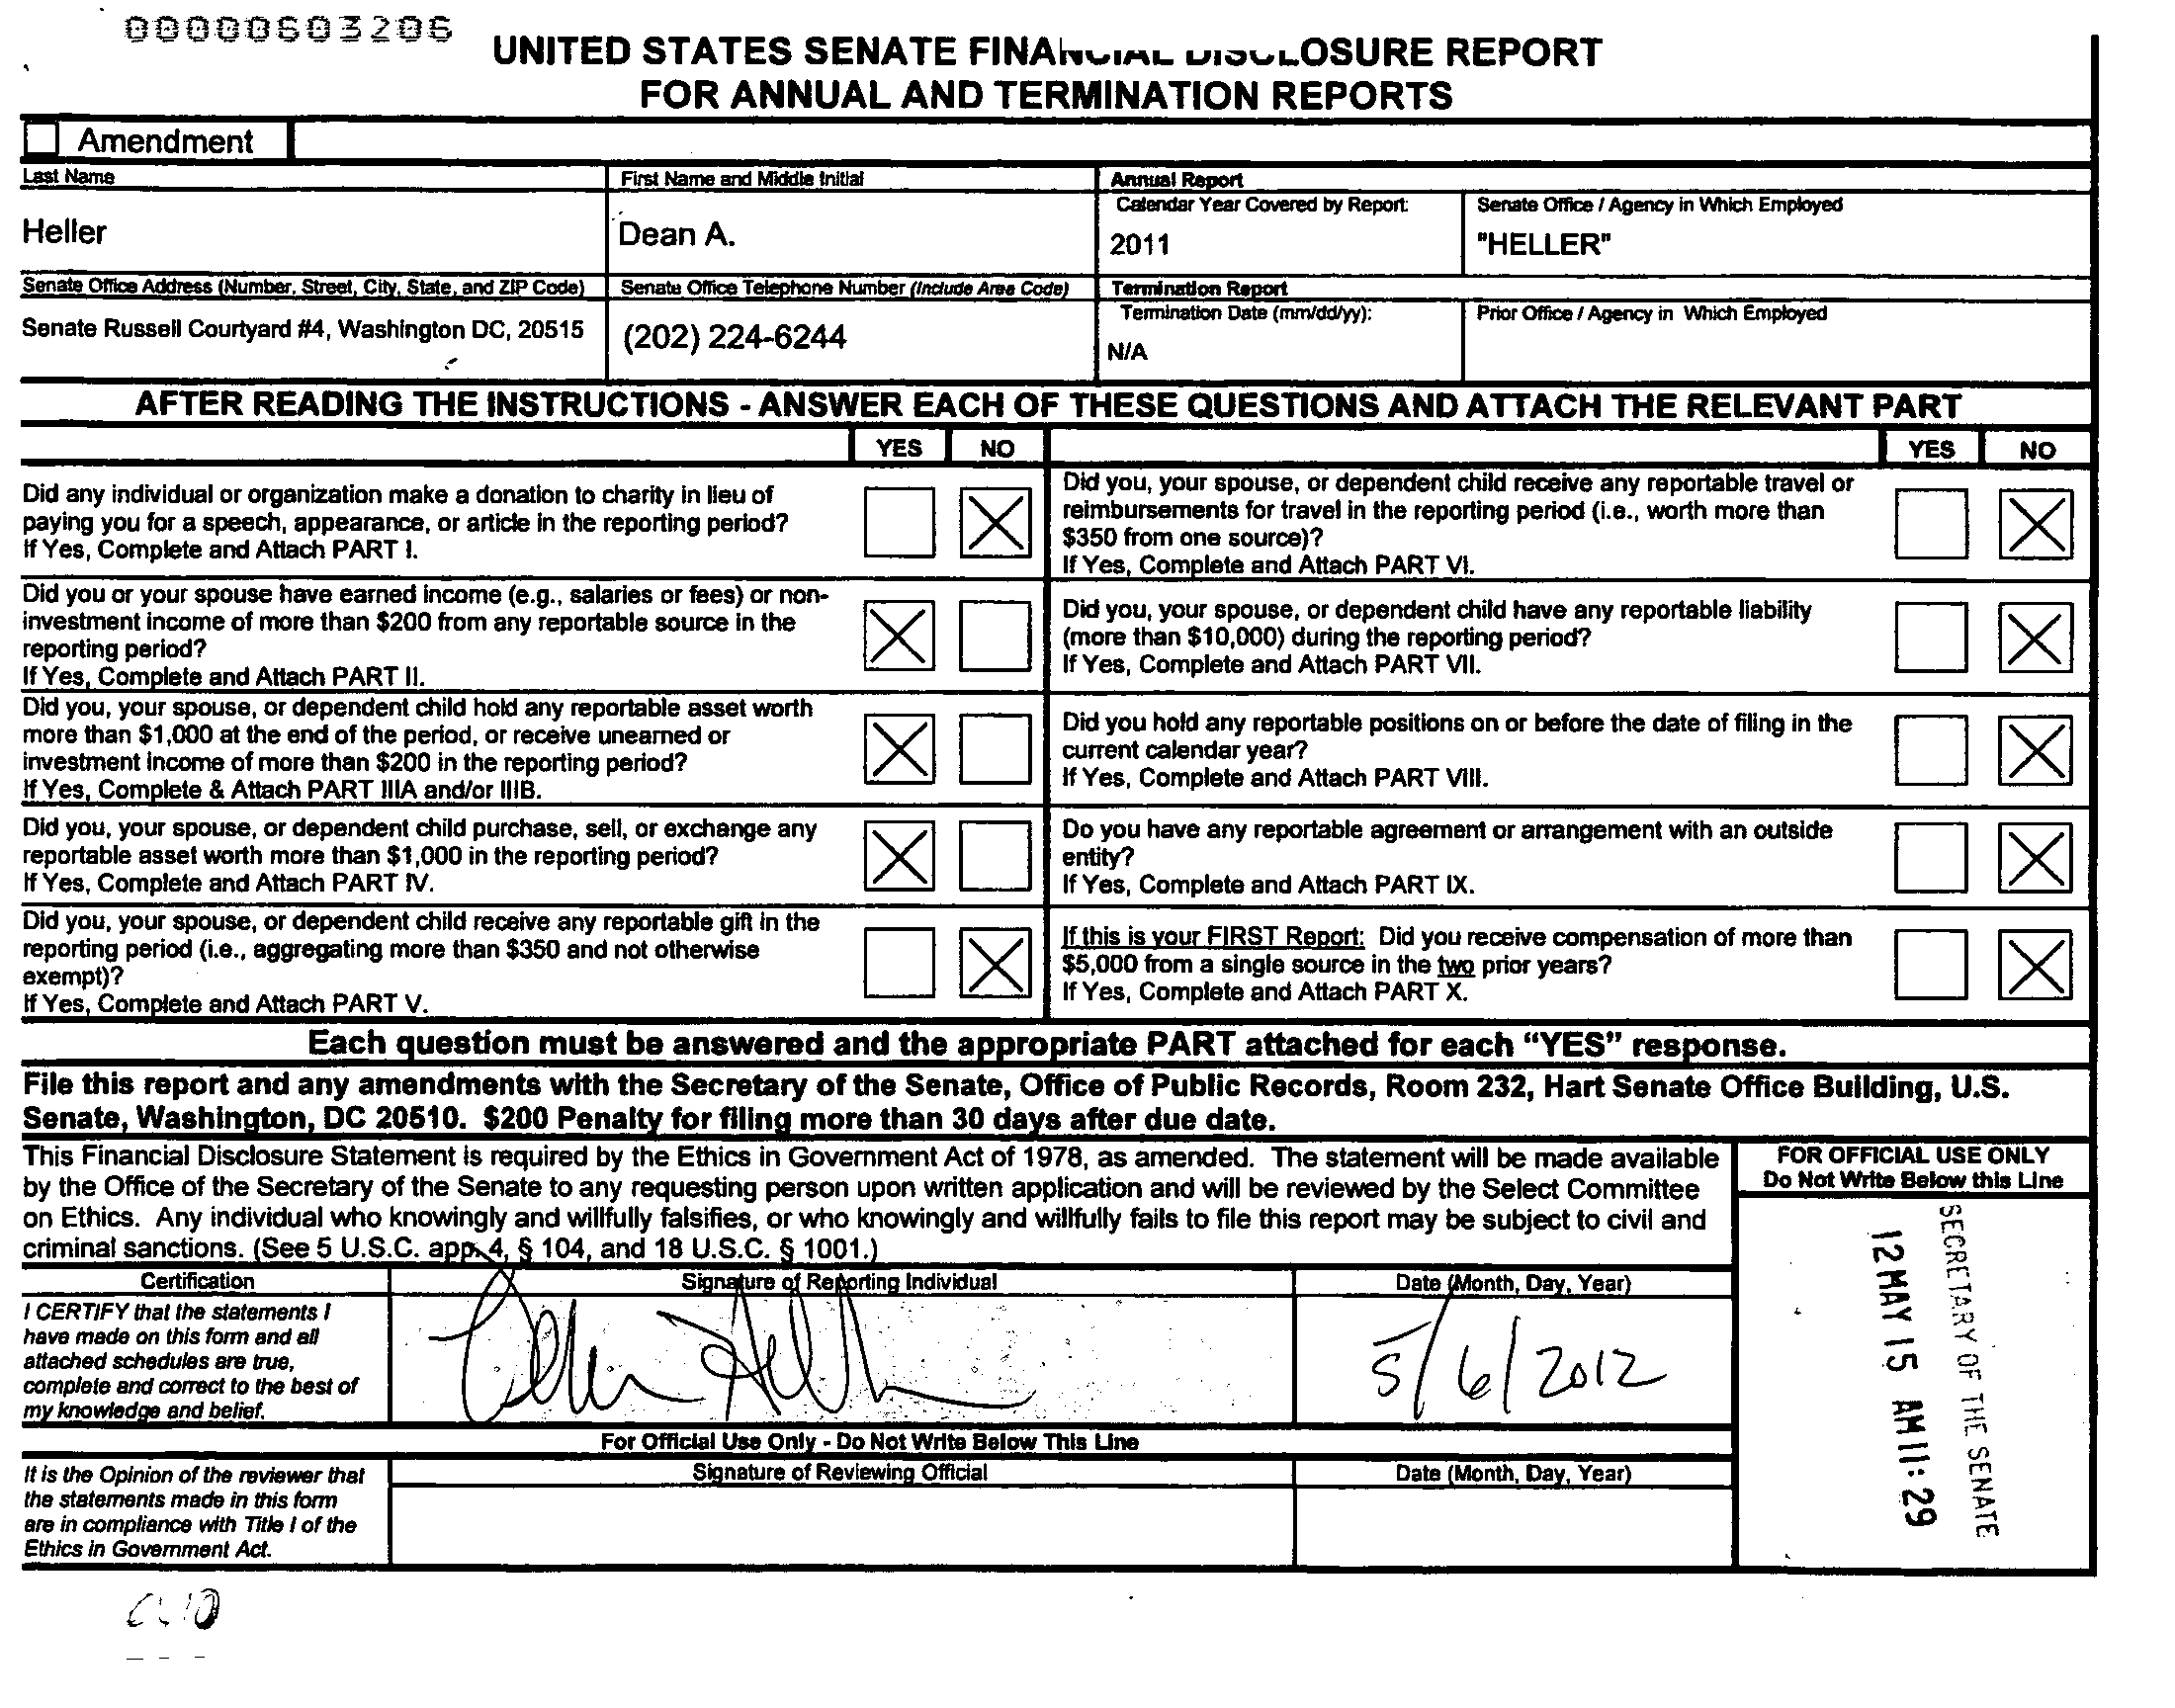 00000603206
UNITED STATES SENATE FINANCIAL DISCLOSURE REPORT
FOR ANNUAL AND TERMINATION REPORTS
Amendment
Last Name
First Name and Middle Initial
Annual Report
Calendar Year Covered by Report:
Senate Office / Agency in Which Employed
Heller
Dean A.
2011
"HELLER"
Senate Office Address (Number, Street, City, State, and ZIP Code)
Senate Office Telephone Number (Include Area Code)
Termination Report
Termination Date (mm/dd/yy):
Prior Office / Agency in Which Employed
Senate Russell Courtyard #4, Washington DC, 20515
(202) 224-6244
N/A
AFTER READING THE INSTRUCTIONS - ANSWER EACH OF THESE QUESTIONS AND ATTACH THE RELEVANT PART
YES NO
YES NO
Did any individual or organization make a donation to charity in lieu of
paying you for a speech, appearance, or article in the reporting period?
If Yes, Complete and Attach PART I.
Did you, your spouse, or dependent child receive any reportable travel or
reimbursements for travel in the reporting period (i.e., worth more than
$350 from one source)?
If Yes, Complete and Attach PART VI.
Did you or your spouse have earned income (e.g., salaries or fees) or non-
investment income of more than $200 from any reportable source in the
reporting period?
If Yes, Complete and Attach PART II.
Did you, your spouse, or dependent child have any reportable liability
(more than $10,000) during the reporting period?
If Yes, Complete and Attach PART VII.
Did you, your spouse, or dependent child hold any reportable asset worth
more than $1,000 at the end of the period, or receive unearned or
investment income of more than $200 in the reporting period?
If Yes, Complete & Attach PART IIIA and/or IIIB.
Did you hold any reportable positions on or before the date of filing in the
current calendar year?
If Yes, Complete and Attach PART VIII.
Did you, your spouse, or dependent child purchase, sell, or exchange any
reportable asset worth more than $1,000 in the reporting period?
If Yes, Complete and Attach PART IV.
Do you have any reportable agreement or arrangement with an outside
entity?
If Yes, Complete and Attach PART IX.
Did you, your spouse, or dependent child receive any reportable gift in the
reporting period (i.e., aggregating more than $350 and not otherwise
exempt)?
If Yes, Complete and Attach PART V.
If this is your FIRST Report: Did you receive compensation of more than
$5,000 from a single source in the two prior years?
If Yes, Complete and Attach PART X.
Each question must be answered and the appropriate PART attached for each “YES” response.
File this report and any amendments with the Secretary of the Senate, Office of Public Records, Room 232, Hart Senate Office Building, U.S.
Senate, Washington, DC 20510. $200 Penalty for filing more than 30 days after due date.
This Financial Disclosure Statement is required by the Ethics in Government Act of 1978, as amended. The statement will be made available
by the Office of the Secretary of the Senate to any requesting person upon written application and will be reviewed by the Select Committee
on Ethics. Any individual who knowingly and willfully falsifies, or who knowingly and willfully fails to file this report may be subject to civil and
criminal sanctions. (See 5 U.S.C. app. 4, § 104, and 18 U.S.C. § 1001.)
FOR OFFICIAL USE ONLY
Do Not Write Below this Line
SECRETARY OF THE SENATE
12 MAY 15 AM 11: 29
Certification
Signature of Reporting Individual
Date (Month, Day, Year)
I CERTIFY that the statements I
have made on this form and all
attached schedules are true,
complete and correct to the best of
my knowledge and belief.
5/6/2012
For Official Use Only - Do Not Write Below This Line
It is the Opinion of the reviewer that
the statements made in this form
are in compliance with Title I of the
Ethics in Government Act.
Signature of Reviewing Official
Date (Month, Day, Year)